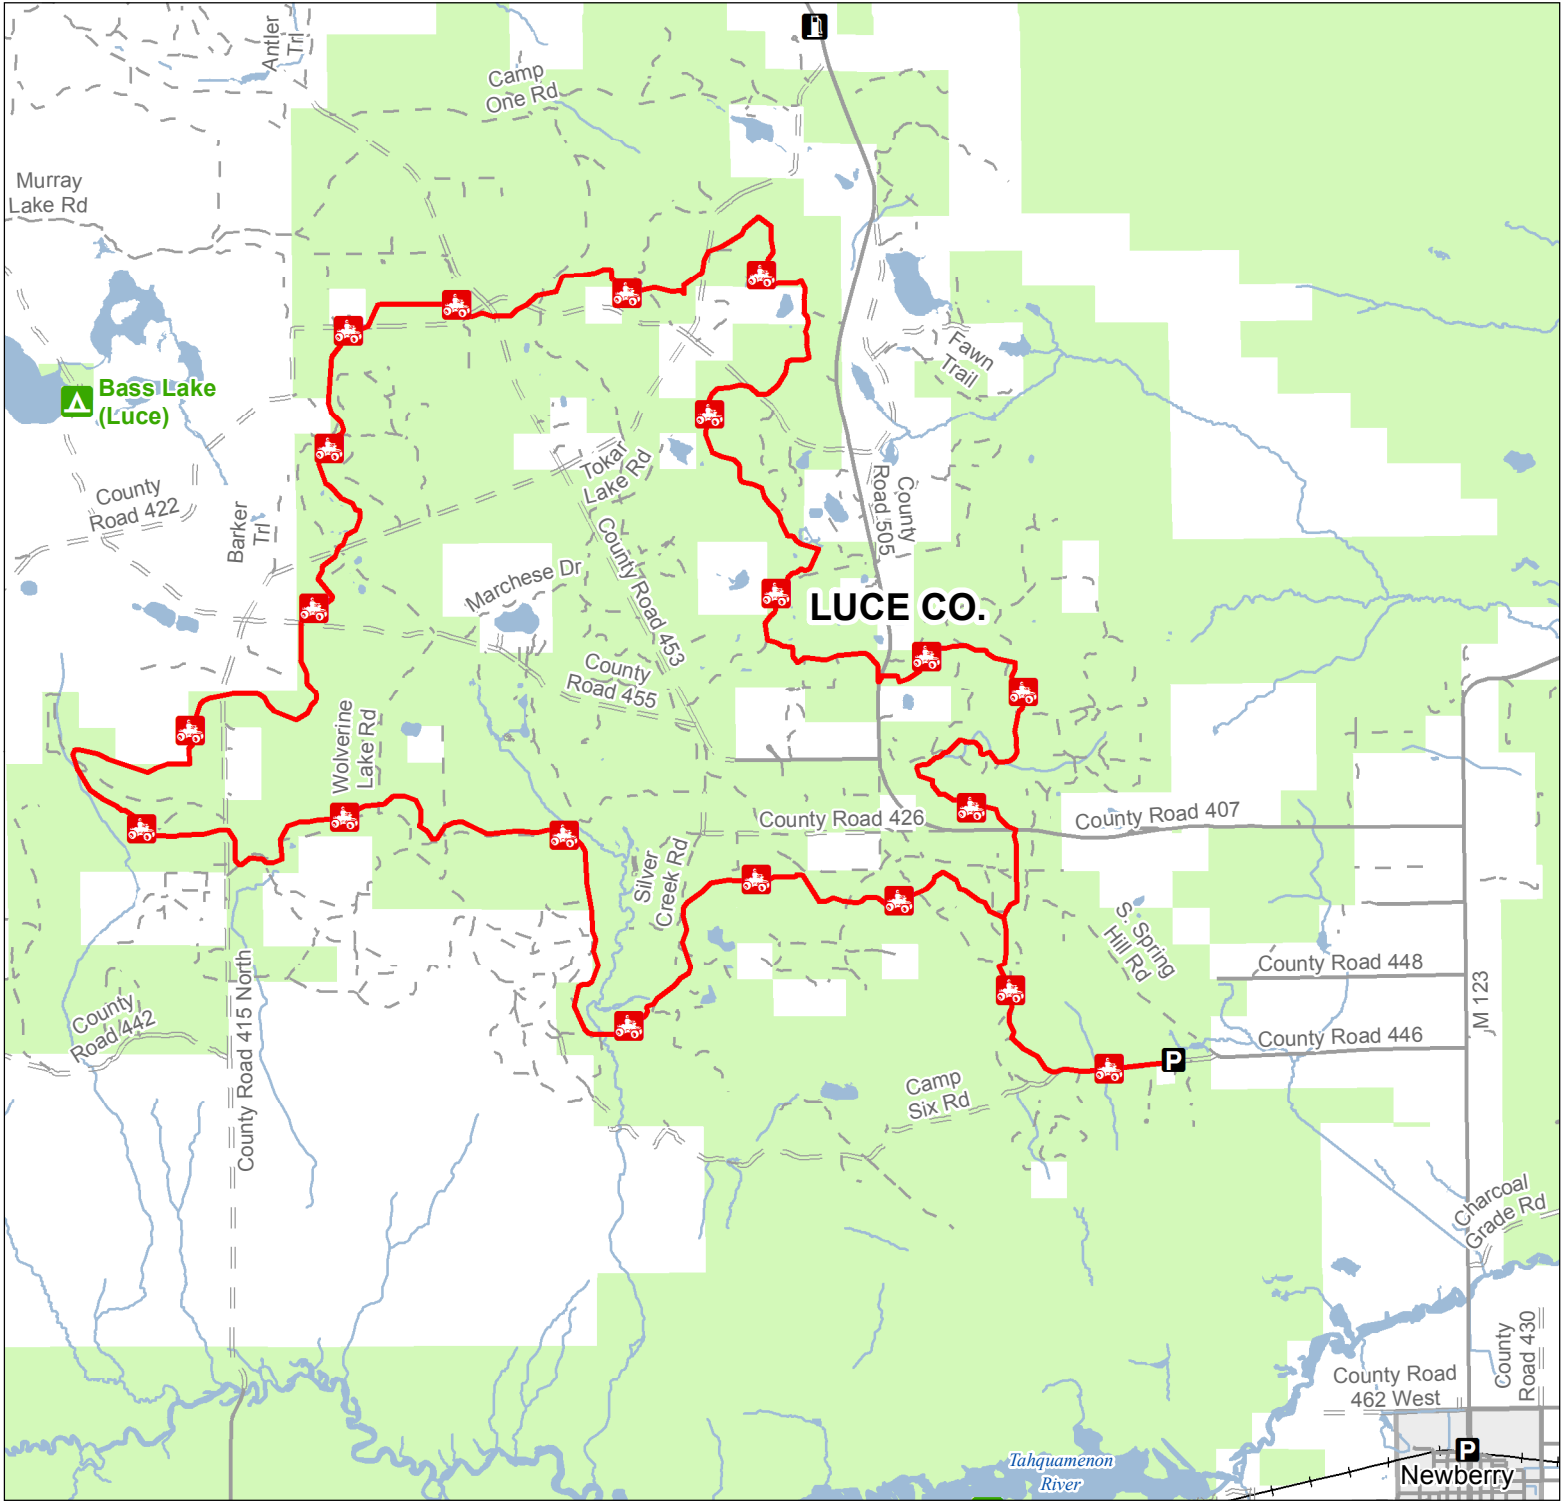 Antler
Trl
Camp
One Rd
Murray
Lake Rd
Fawn
Trail
Bass Lake
(Luce)
Tokar
Lake Rd
County
Road 422
Barker
Trl
County
Road 505
County Road 453
Marchese Dr
LUCE CO.
County
Road 455
Wolverine
Lake Rd
County Road 426
County Road 407
Silver
Creek Rd
S. Spring
Hill Rd
County Road 448
County Road 415 North
M 123
County
Road 442
County Road 446
P
Camp
Six Rd
Charcoal
Grade Rd
County
Road 430
County Road
462 West
P
Newberry
Tahquamenon
River